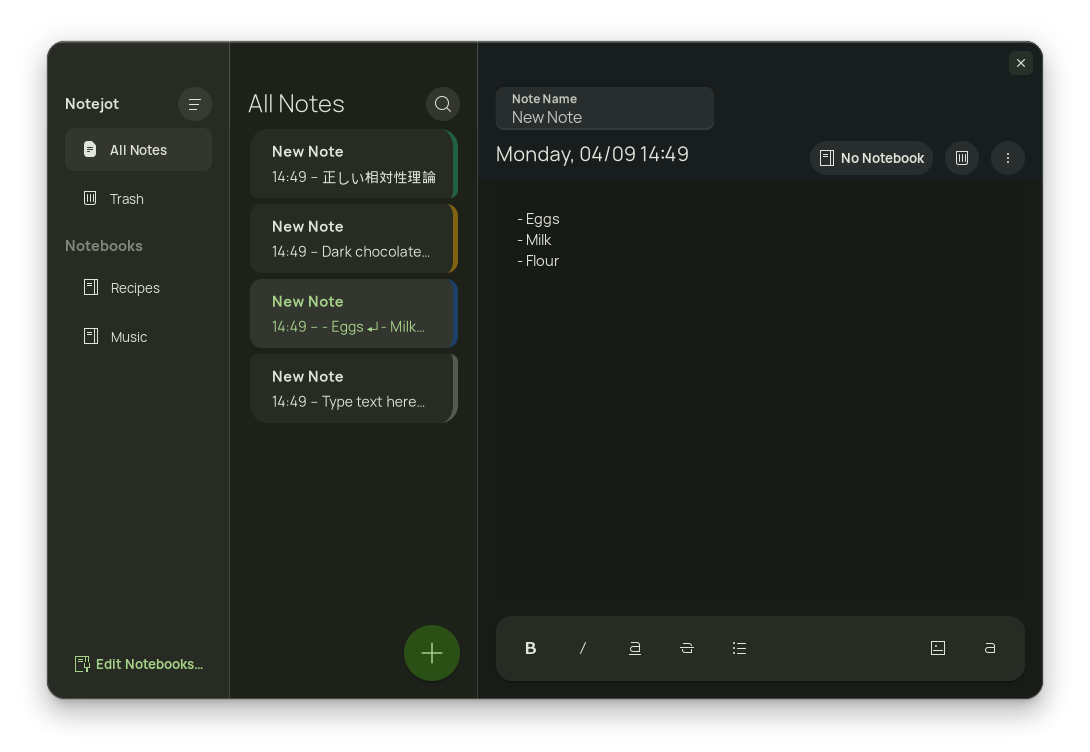 Notejot
All Notes
Trash
Notebooks
Recipes
Music
Edit Notebooks...
All Notes
New Note
14:49 – 正しい相対性理論
New Note
14:49 – Dark chocolate…
New Note
14:49 – - Eggs ↲ - Milk…
New Note
14:49 – Type text here…
Note Name
New Note
Monday, 04/09 14:49
No Notebook
- Eggs
- Milk
- Flour
B / a a a